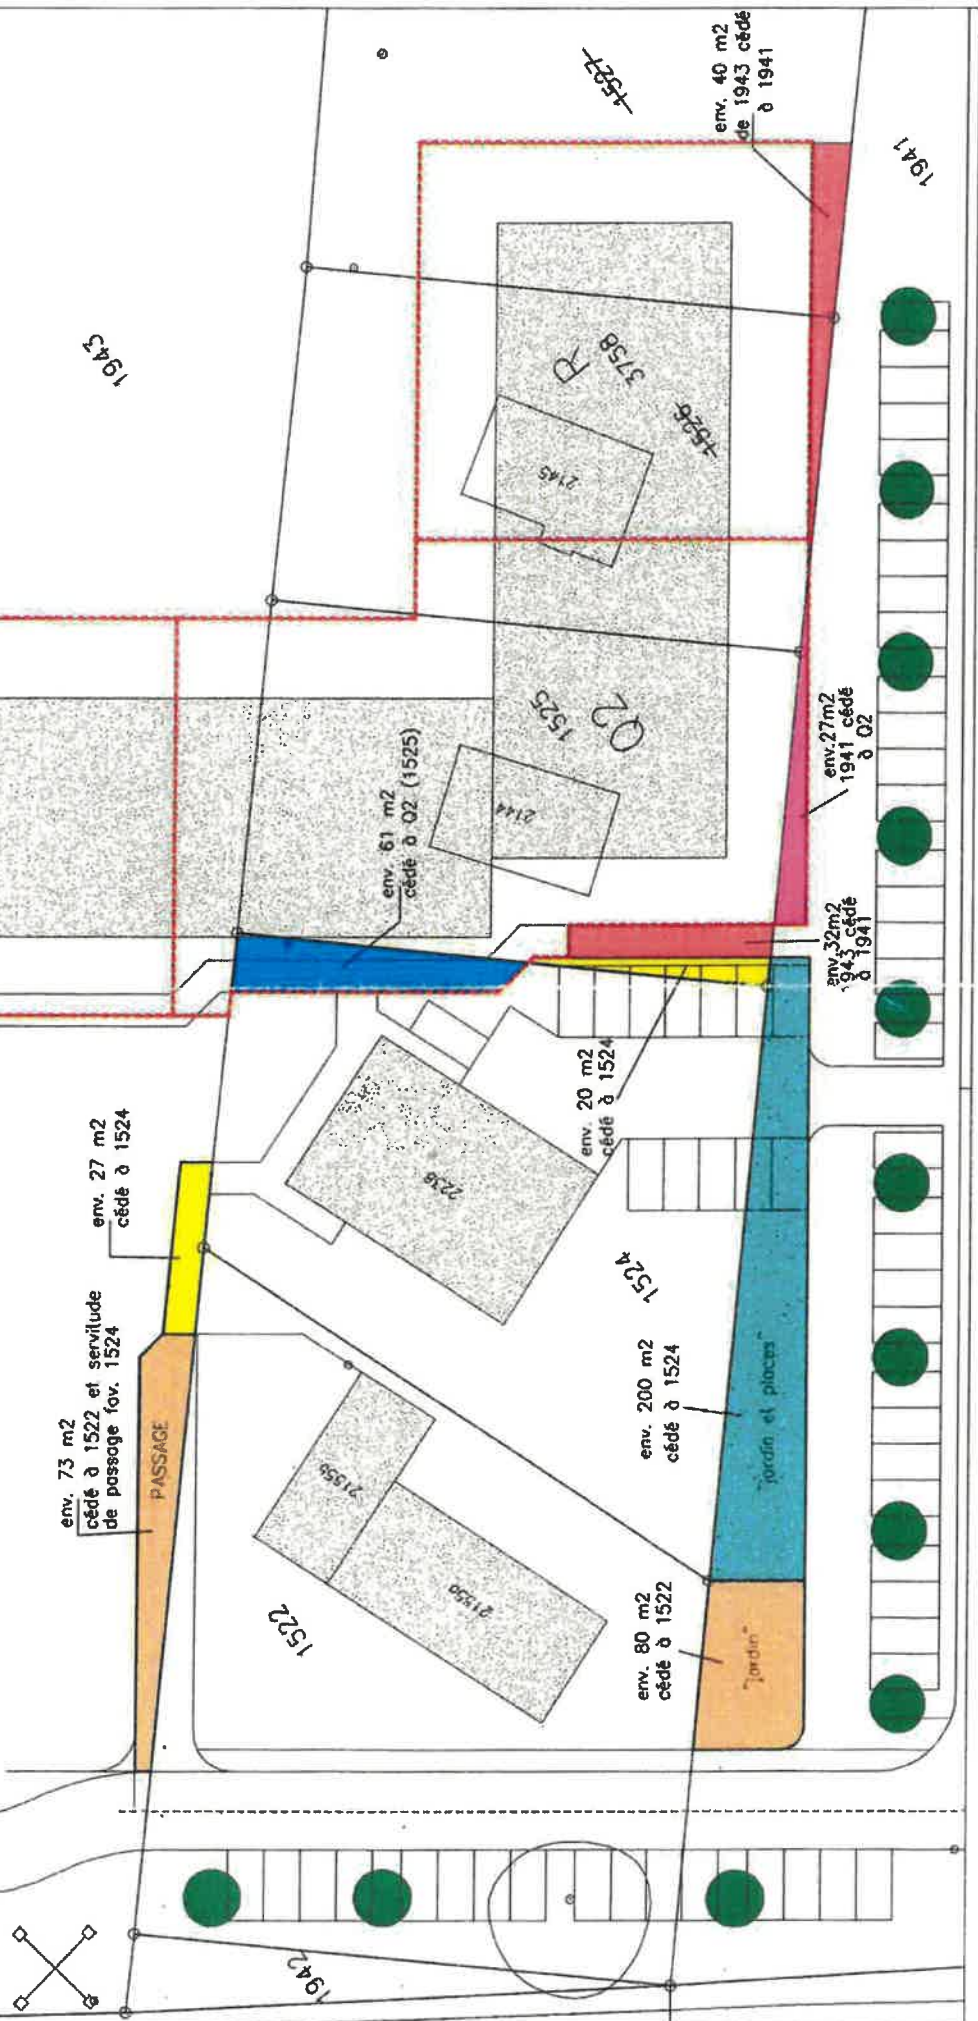 env. 40 m2
de 1943 cédé
à 1941
1527
1941
1943
R
3758
1526
2145
1525
Q2
2144
env. 61 m2
cédé à Q2 (1525)
env.27m2
1941 cédé
à Q2
env.32m2
1943 cédé
à 1941
env. 20 m2
cédé à 1524
env. 27 m2
cédé à 1524
2238
1524
env. 73 m2
cédé à 1522 et servitude
de passage fav. 1524
PASSAGE
env. 200 m2
cédé à 1524
"jardin et places"
2155b
2155a
1522
env. 80 m2
cédé à 1522
"jardin"
1942